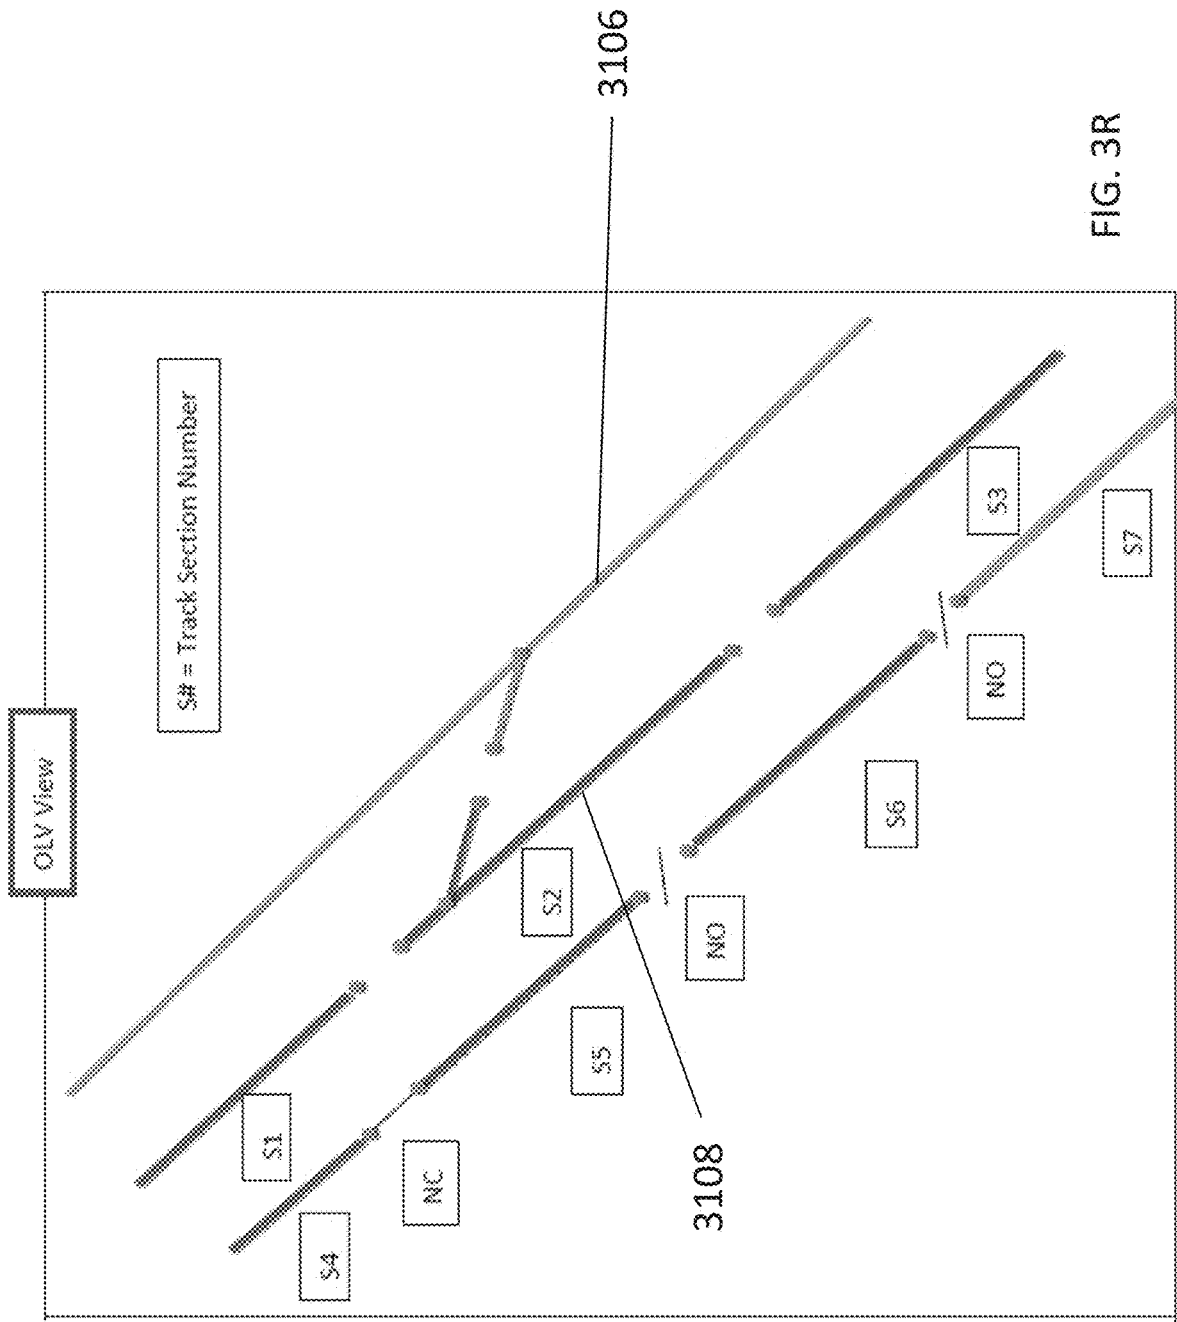 OLV View
S# = Track Section Number
S1
S2
S3
S4
NC
S5
NO
S6
NO
S7
3106
3108
FIG. 3R